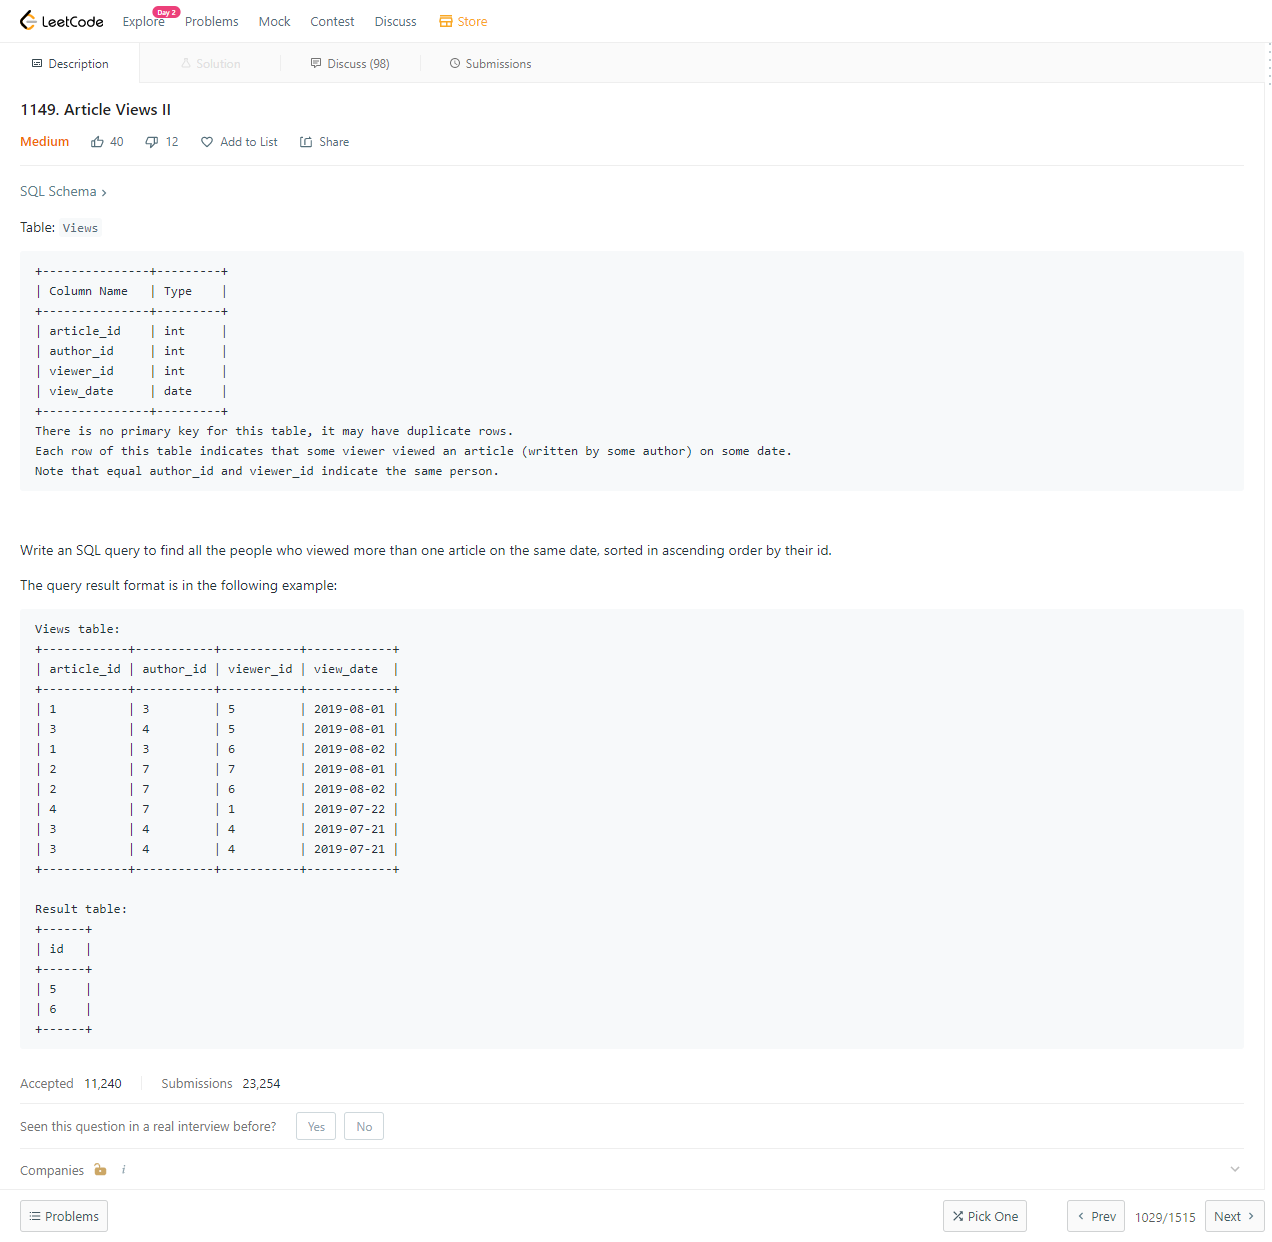 LeetCode Explore Day 2 Problems Mock Contest Discuss Store
Description Solution Discuss (98) Submissions
1149. Article Views II
Medium 40 12 Add to List Share
SQL Schema >
Table: Views
+---------------+---------+
| Column Name   | Type    |
+---------------+---------+
| article_id    | int     |
| author_id     | int     |
| viewer_id     | int     |
| view_date     | date    |
+---------------+---------+
There is no primary key for this table, it may have duplicate rows.
Each row of this table indicates that some viewer viewed an article (written by some author) on some date.
Note that equal author_id and viewer_id indicate the same person.
Write an SQL query to find all the people who viewed more than one article on the same date, sorted in ascending order by their id.
The query result format is in the following example:
Views table:
+------------+-----------+-----------+------------+
| article_id | author_id | viewer_id | view_date  |
+------------+-----------+-----------+------------+
| 1          | 3         | 5         | 2019-08-01 |
| 3          | 4         | 5         | 2019-08-01 |
| 1          | 3         | 6         | 2019-08-02 |
| 2          | 7         | 7         | 2019-08-01 |
| 2          | 7         | 6         | 2019-08-02 |
| 4          | 7         | 1         | 2019-07-22 |
| 3          | 4         | 4         | 2019-07-21 |
| 3          | 4         | 4         | 2019-07-21 |
+------------+-----------+-----------+------------+
Result table:
+------+
| id   |
+------+
| 5    |
| 6    |
+------+
Accepted 11,240 Submissions 23,254
Seen this question in a real interview before? Yes No
Companies i
Problems Pick One < Prev 1029/1515 Next >